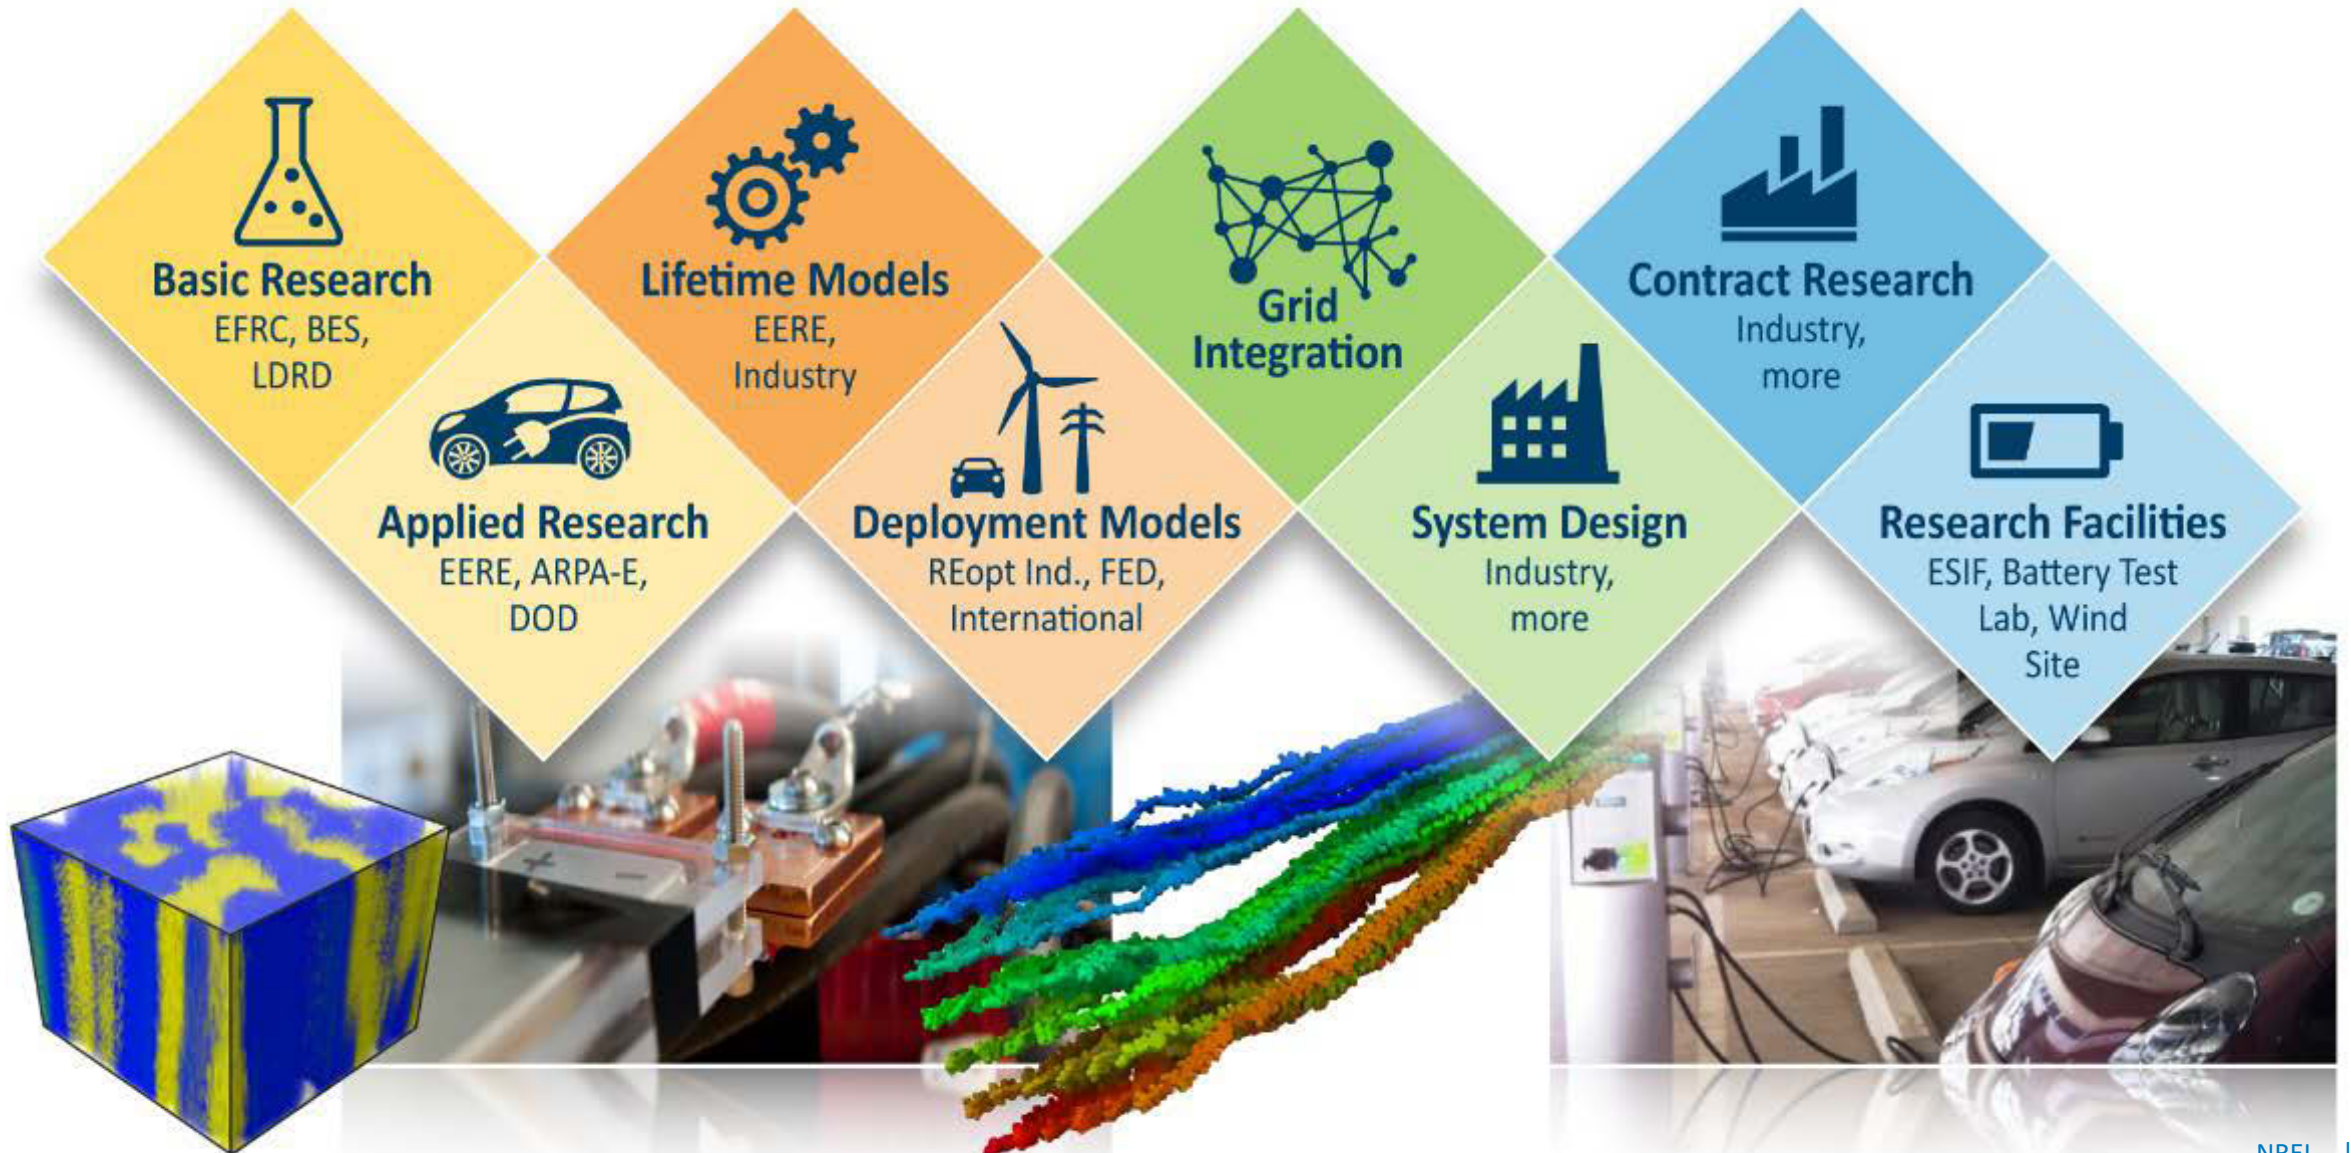 Basic Research
EFRC, BES,
LDRD
Applied Research
EERE, ARPA-E,
DOD
Lifetime Models
EERE,
Industry
Deployment Models
REopt Ind., FED,
International
Grid
Integration
System Design
Industry,
more
Contract Research
Industry,
more
Research Facilities
ESIF, Battery Test
Lab, Wind
Site
+
−
NREL |